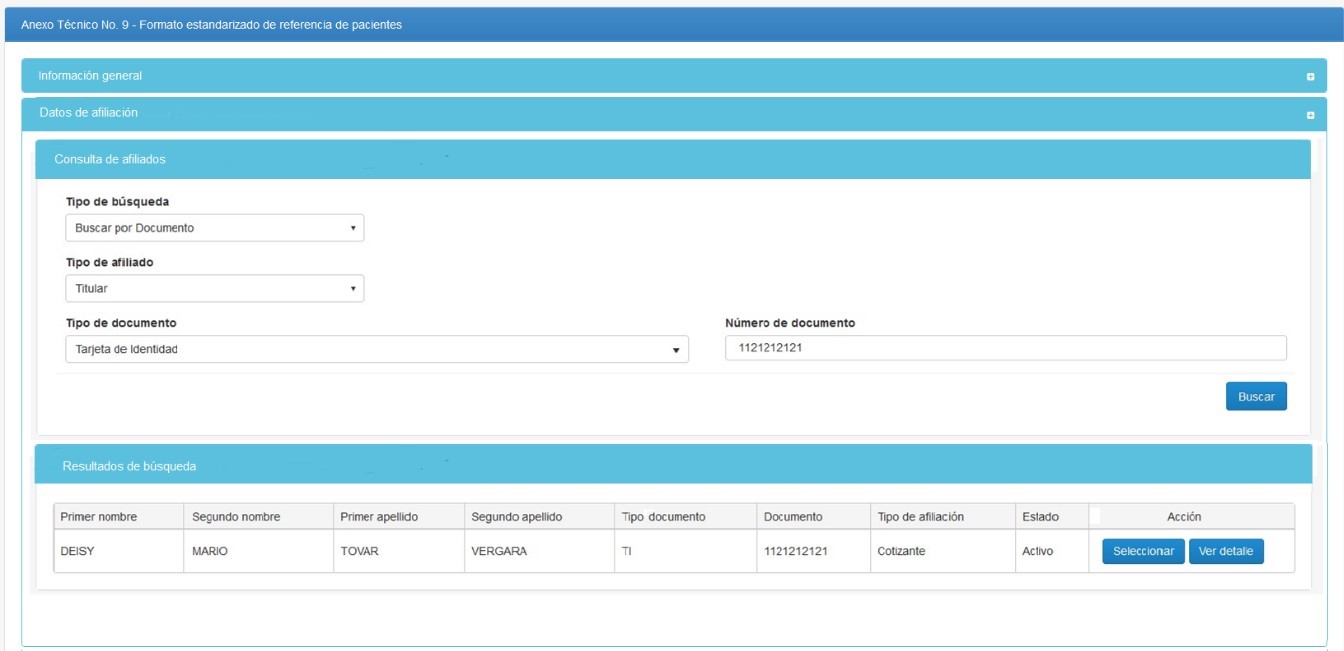 Anexo Técnico No. 9 - Formato estandarizado de referencia de pacientes
Información general
Datos de afiliación
Consulta de afiliados
Tipo de búsqueda
Buscar por Documento
Tipo de afiliado
Titular
Tipo de documento Número de documento
Tarjeta de Identidad 1121212121
Buscar
Resultados de búsqueda
Primer nombre Segundo nombre Primer apellido Segundo apellido Tipo documento Documento Tipo de afiliación Estado Acción
DEISY MARIO TOVAR VERGARA TI 1121212121 Cotizante Activo Seleccionar Ver detalle